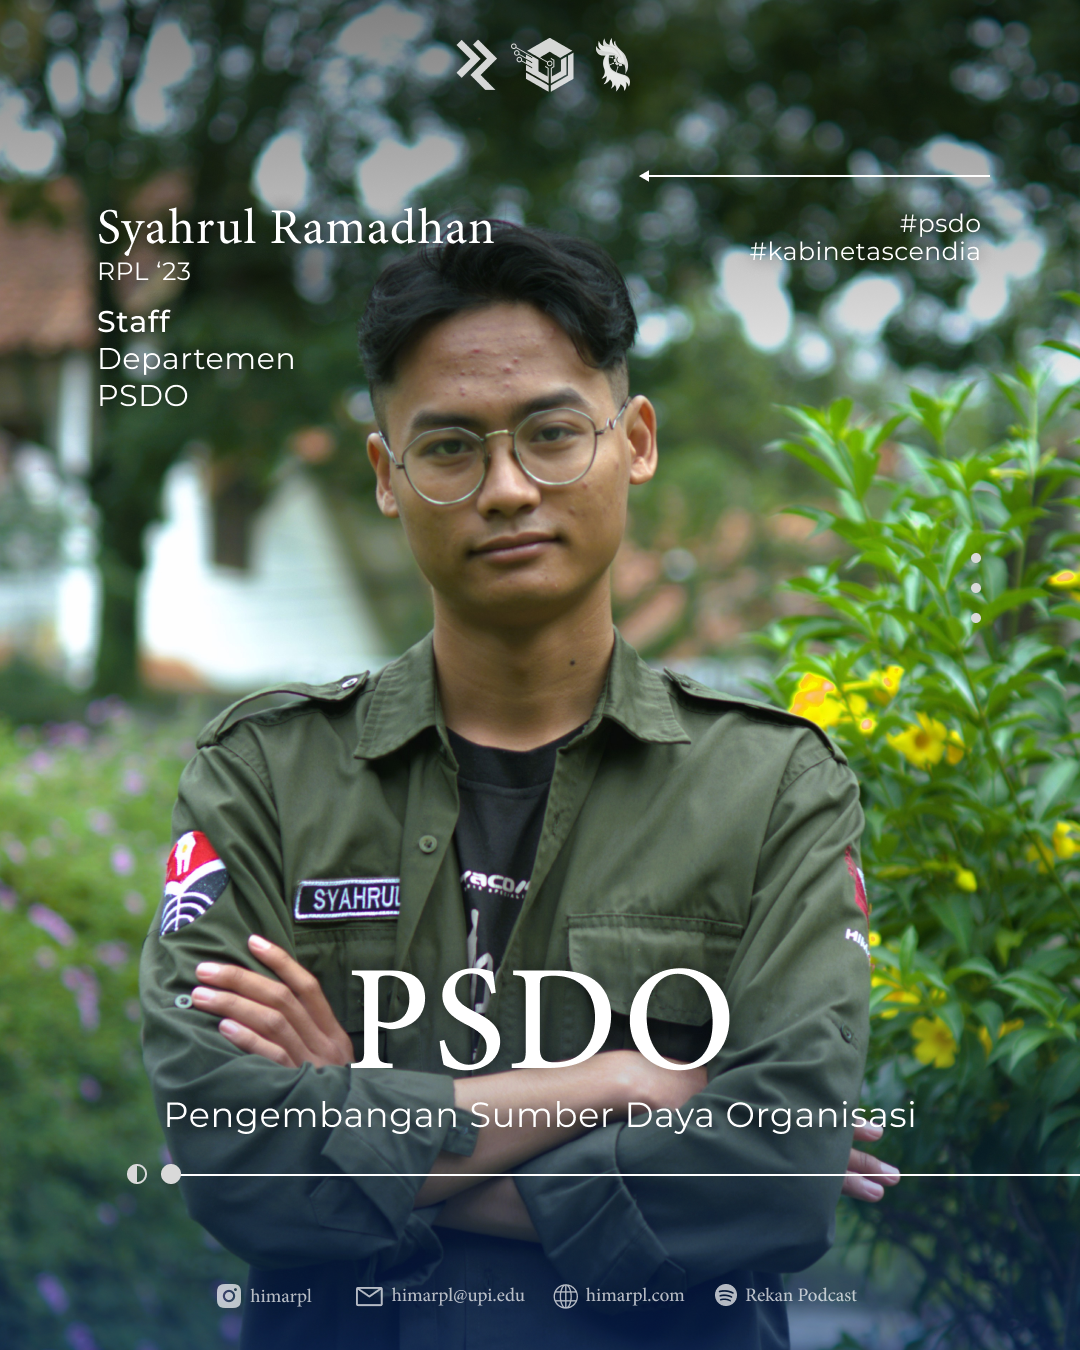 Syahrul Ramadhan
RPL ‘23
Staff
Departemen
PSDO
#psdo
#kabinetascendia
SYAHRUL
PSDO
Pengembangan Sumber Daya Organisasi
himarpl
himarpl@upi.edu
himarpl.com
Rekan Podcast